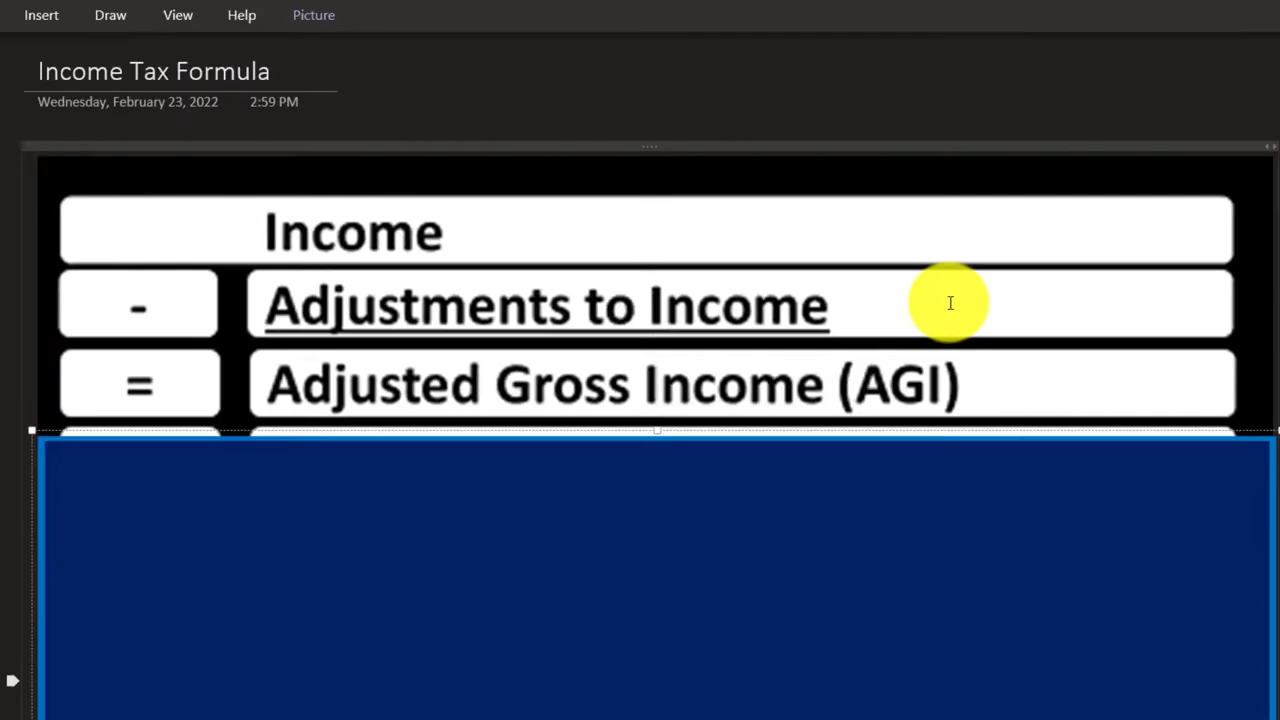 Insert Draw View Help Picture
Income Tax Formula
Wednesday, February 23, 2022 2:59 PM
Income
- Adjustments to Income
= Adjusted Gross Income (AGI)